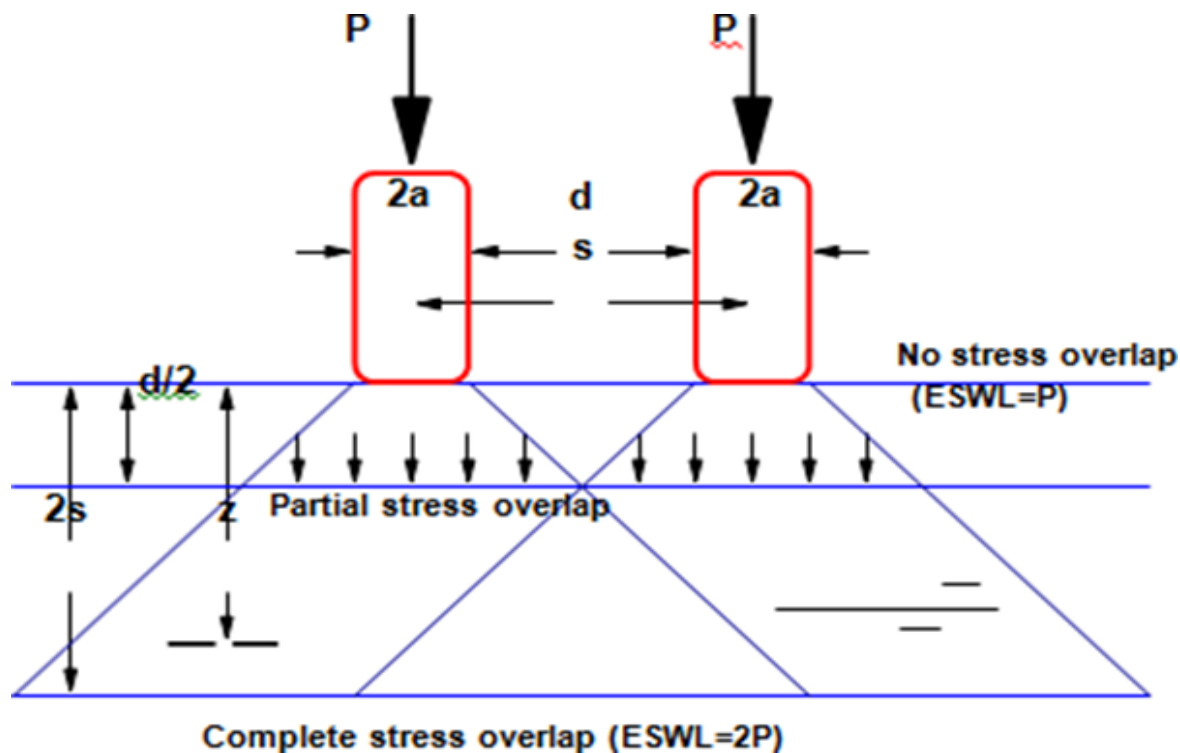 P P
2a d 2a
s
No stress overlap
d/2
(ESWL=P)
2s z Partial stress overlap
Complete stress overlap (ESWL=2P)